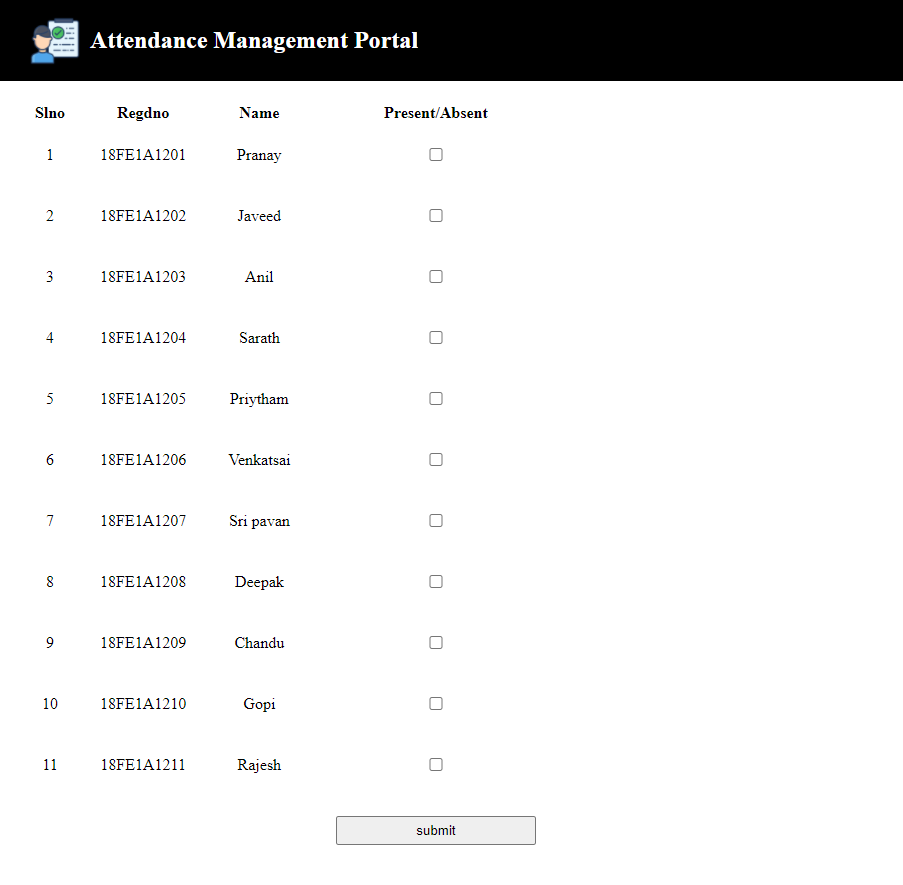 Attendance Management Portal
Slno Regdno Name Present/Absent
1 18FE1A1201 Pranay
2 18FE1A1202 Javeed
3 18FE1A1203 Anil
4 18FE1A1204 Sarath
5 18FE1A1205 Priytham
6 18FE1A1206 Venkatsai
7 18FE1A1207 Sri pavan
8 18FE1A1208 Deepak
9 18FE1A1209 Chandu
10 18FE1A1210 Gopi
11 18FE1A1211 Rajesh
submit